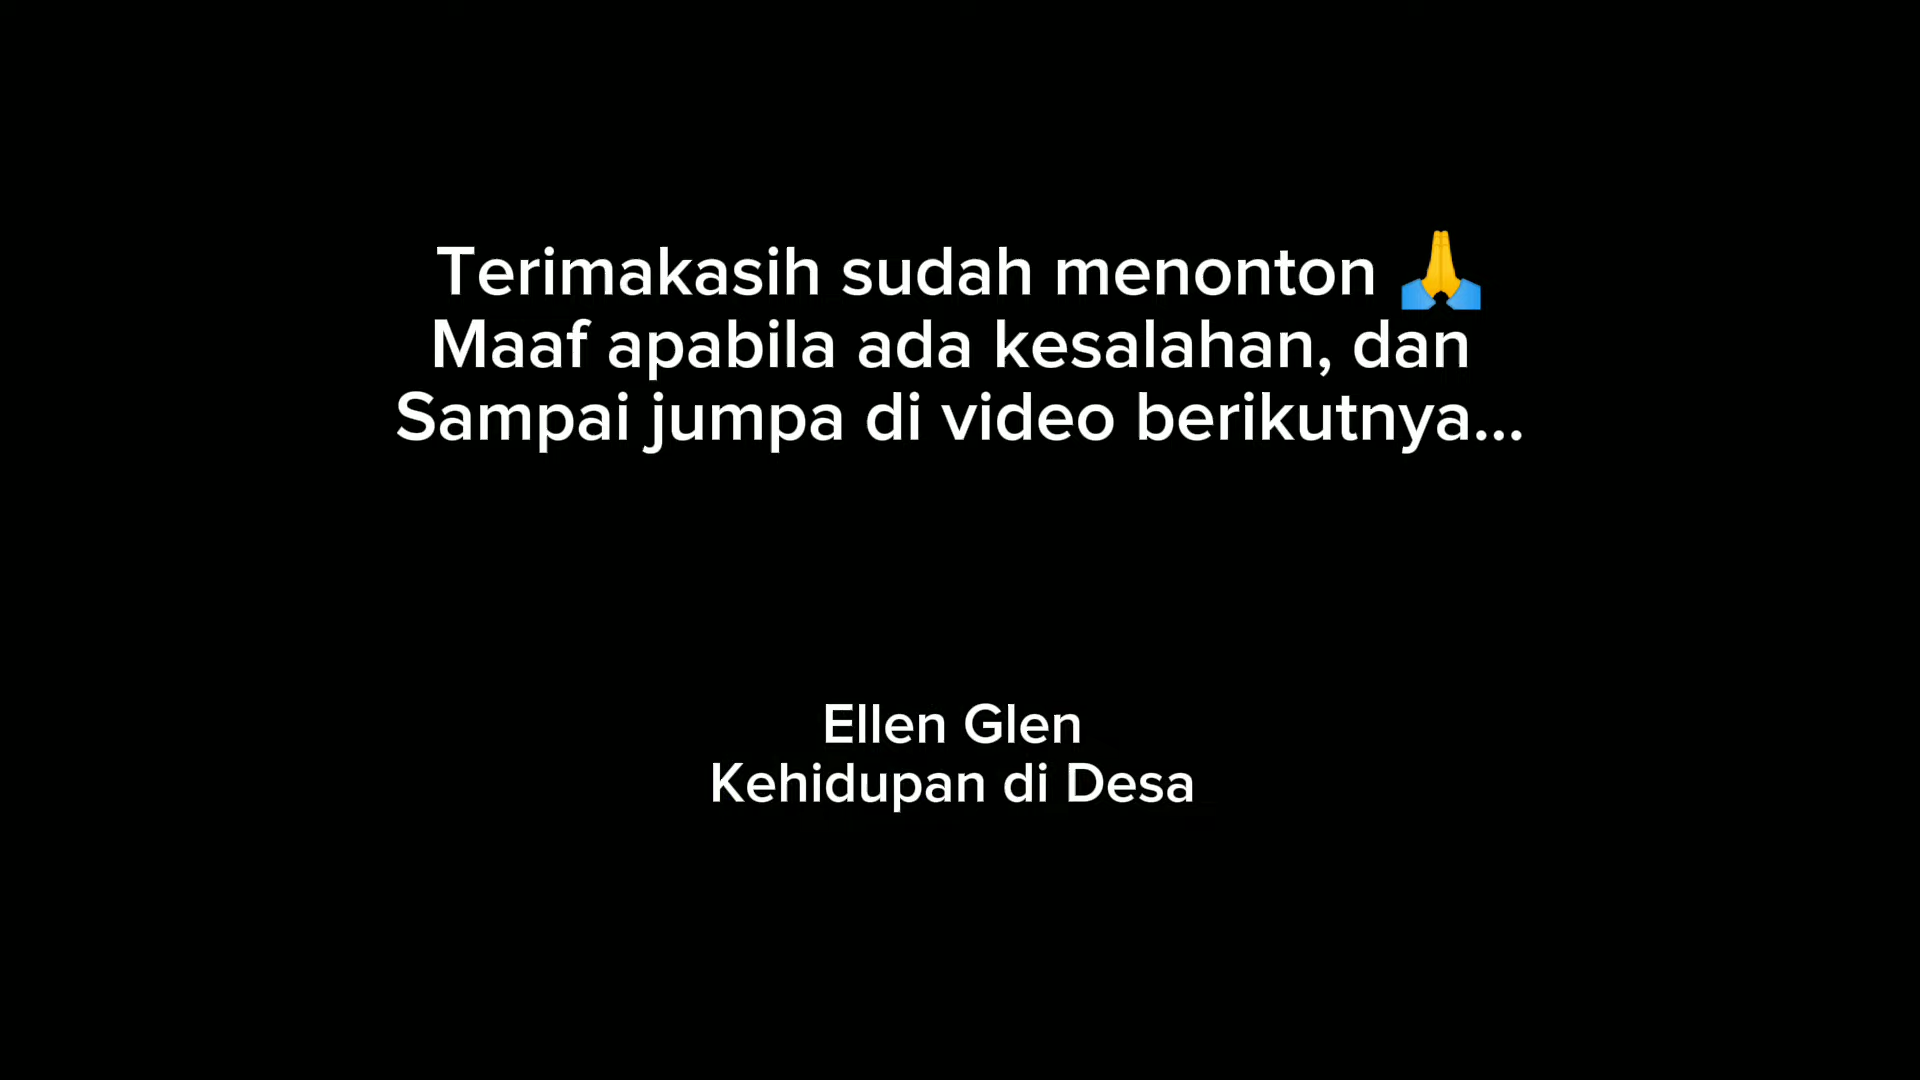 Terimakasih sudah menonton 🙏
Maaf apabila ada kesalahan, dan
Sampai jumpa di video berikutnya...
Ellen Glen
Kehidupan di Desa